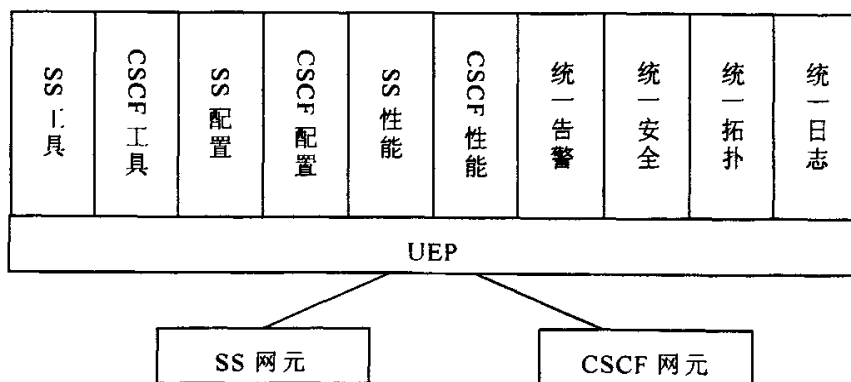 SS 工具
CSCF 工具
SS 配置
CSCF 配置
SS 性能
CSCF 性能
统一告警
统一安全
统一拓扑
统一日志
UEP
SS 网元
CSCF 网元